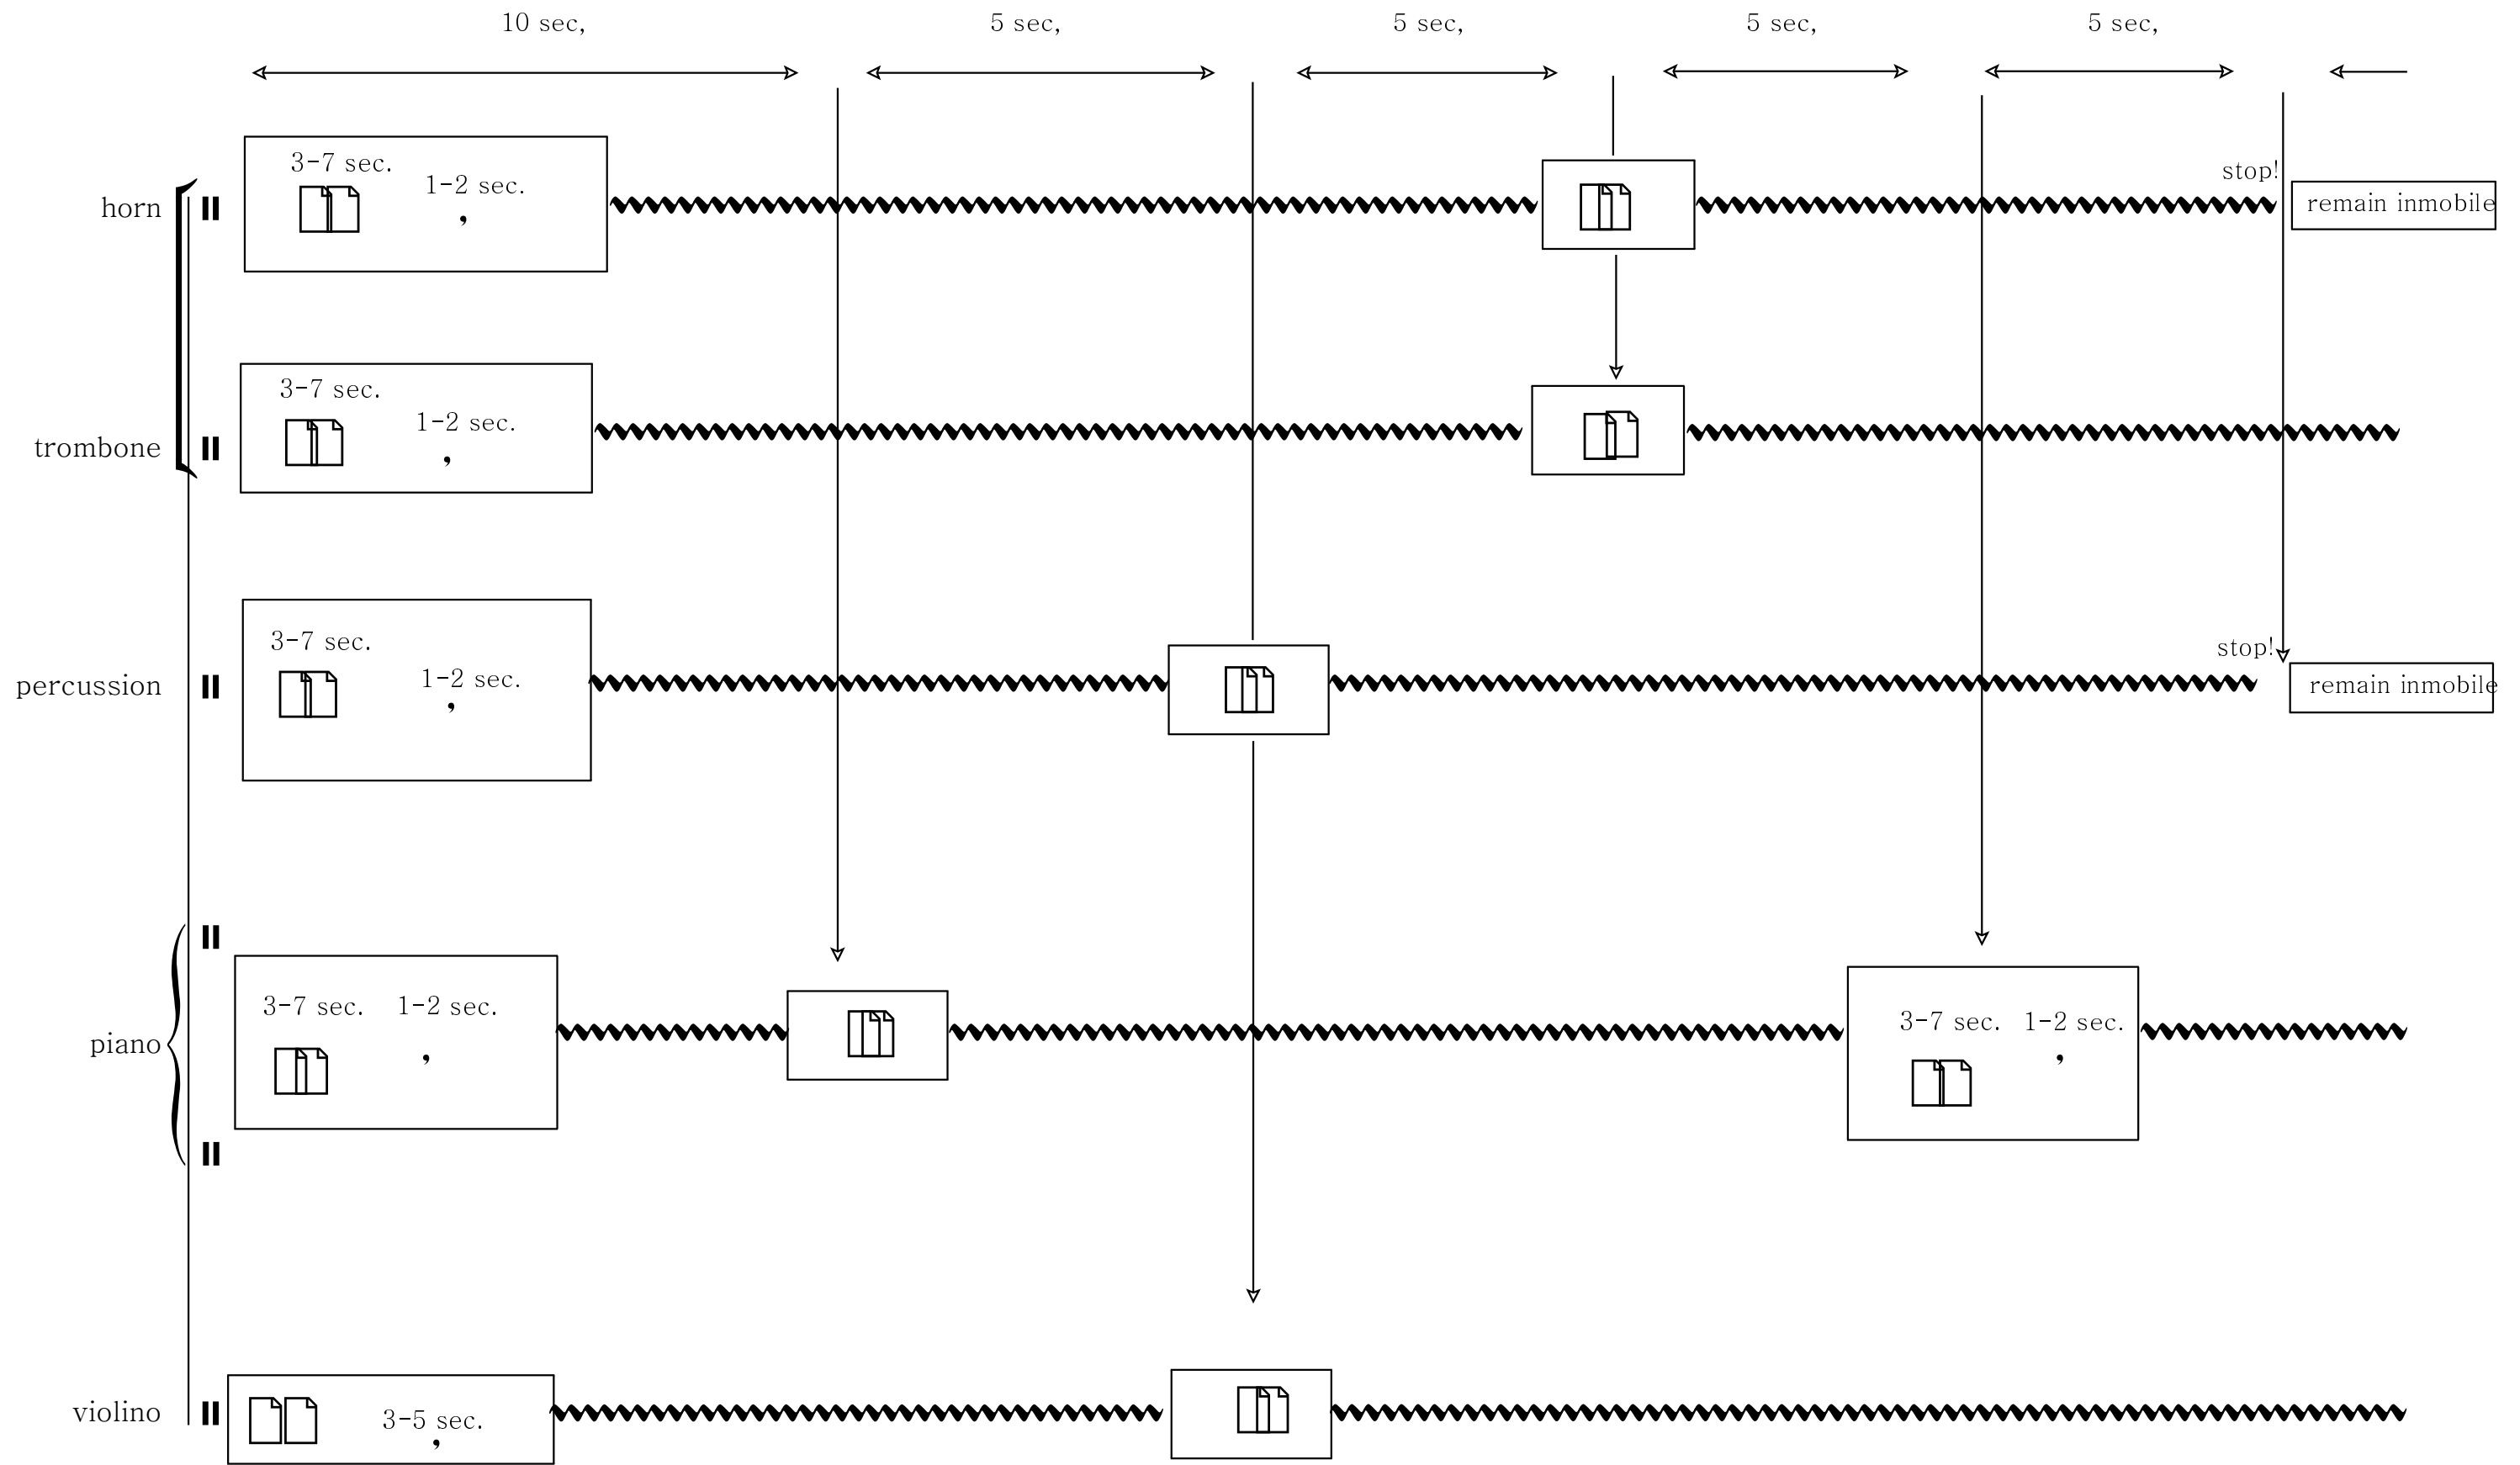 10 sec, 5 sec, 5 sec, 5 sec, 5 sec,
3-7 sec.
1-2 sec.
,
stop!
horn
remain inmobile
3-7 sec.
1-2 sec.
,
trombone
3-7 sec.
1-2 sec.
,
stop!
percussion
remain inmobile
3-7 sec. 1-2 sec.
,
3-7 sec. 1-2 sec.
,
piano
3-5 sec.
,
violino